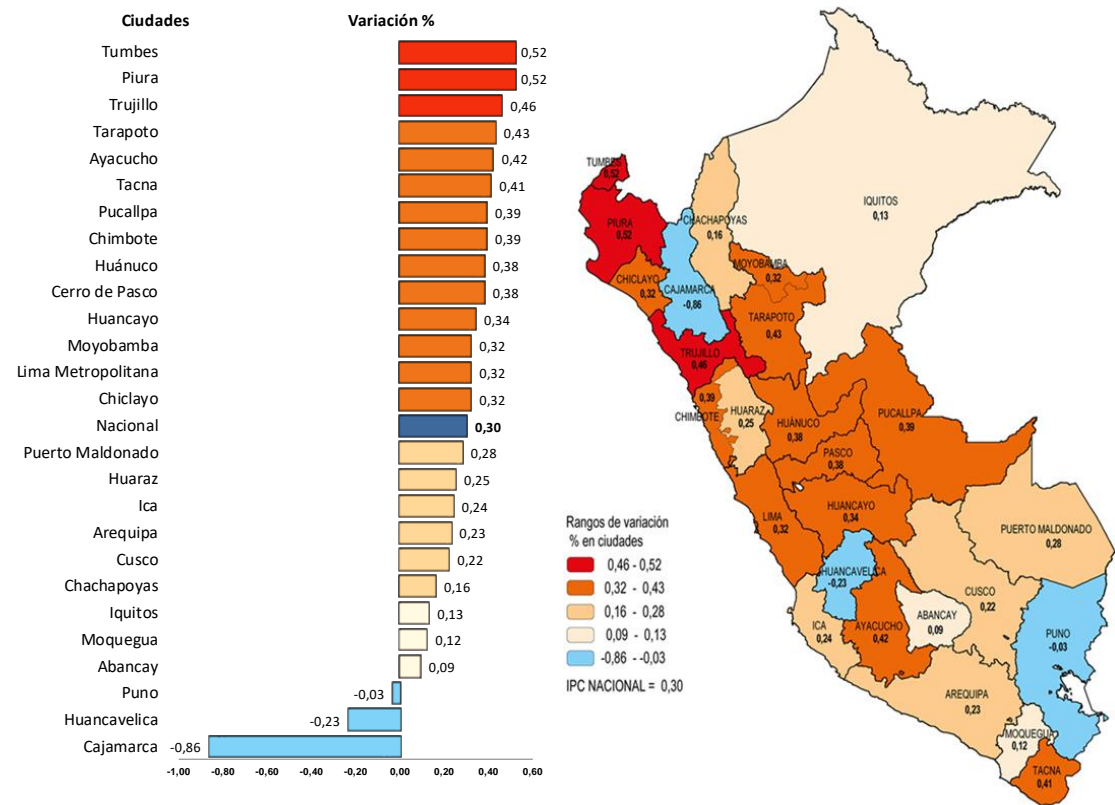 Ciudades Variación %
Tumbes 0,52
Piura 0,52
Trujillo 0,46
Tarapoto 0,43
Ayacucho 0,42
Tacna 0,41
Pucallpa 0,39
Chimbote 0,39
Huánuco 0,38
Cerro de Pasco 0,38
Huancayo 0,34
Moyobamba 0,32
Lima Metropolitana 0,32
Chiclayo 0,32
Nacional 0,30
Puerto Maldonado 0,28
Huaraz 0,25
Ica 0,24
Arequipa 0,23
Cusco 0,22
Chachapoyas 0,16
Iquitos 0,13
Moquegua 0,12
Abancay 0,09
Puno -0,03
Huancavelica -0,23
Cajamarca -0,86
-1,00 -0,80 -0,60 -0,40 -0,20 0,00 0,20 0,40 0,60
TUMBES
0,52
PIURA
0,52
CHACHAPOYAS
0,16
IQUITOS
0,13
CHICLAYO
0,32
CAJAMARCA
-0,86
MOYOBAMBA
0,32
TARAPOTO
0,43
TRUJILLO
0,46
0,39
CHIMBOTE
HUARAZ
0,25
HUÁNUCO
0,38
PUCALLPA
0,39
PASCO
0,38
LIMA
0,32
HUANCAYO
0,34
PUERTO MALDONADO
0,28
HUANCAVELICA
-0,23
CUSCO
0,22
ICA
0,24
AYACUCHO
0,42
ABANCAY
0,09
PUNO
-0,03
AREQUIPA
0,23
MOQUEGUA
0,12
TACNA
0,41
Rangos de variación
% en ciudades
0,46 - 0,52
0,32 - 0,43
0,16 - 0,28
0,09 - 0,13
-0,86 - -0,03
IPC NACIONAL = 0,30